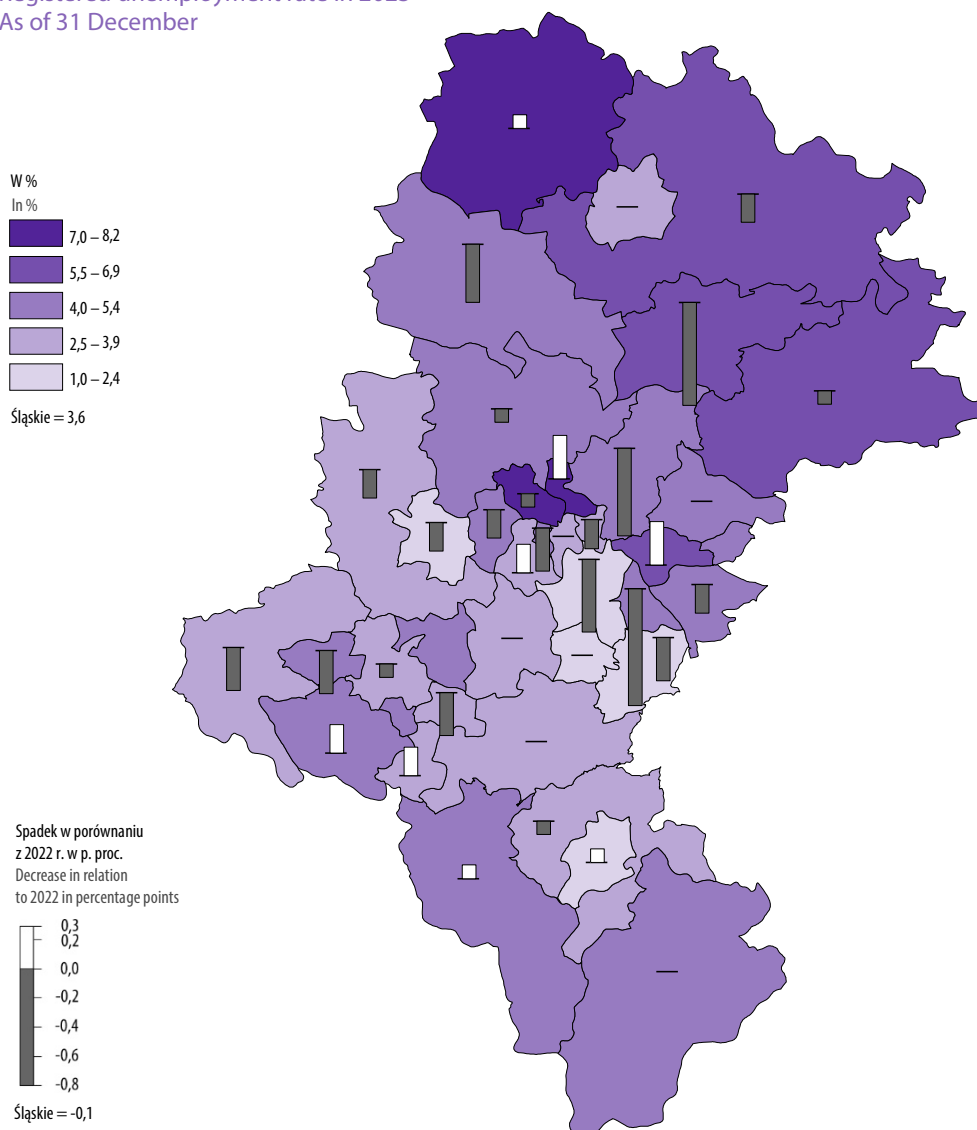 As of 31 December
W %
In %
7,0 – 8,2
5,5 – 6,9
4,0 – 5,4
2,5 – 3,9
1,0 – 2,4
Śląskie = 3,6
Spadek w porównaniu
z 2022 r. w p. proc.
Decrease in relation
to 2022 in percentage points
0,3
0,2
0,0
-0,2
-0,4
-0,6
-0,8
Śląskie = -0,1